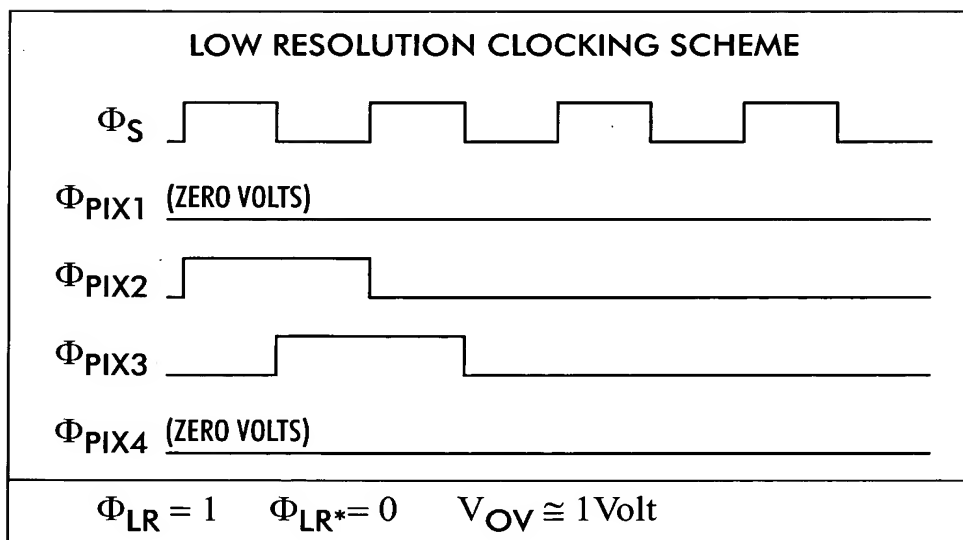 LOW RESOLUTION CLOCKING SCHEME
ΦS
ΦPIX1 (ZERO VOLTS)
ΦPIX2
ΦPIX3
ΦPIX4 (ZERO VOLTS)
ΦLR = 1 ΦLR*= 0 VOV ≅ 1Volt